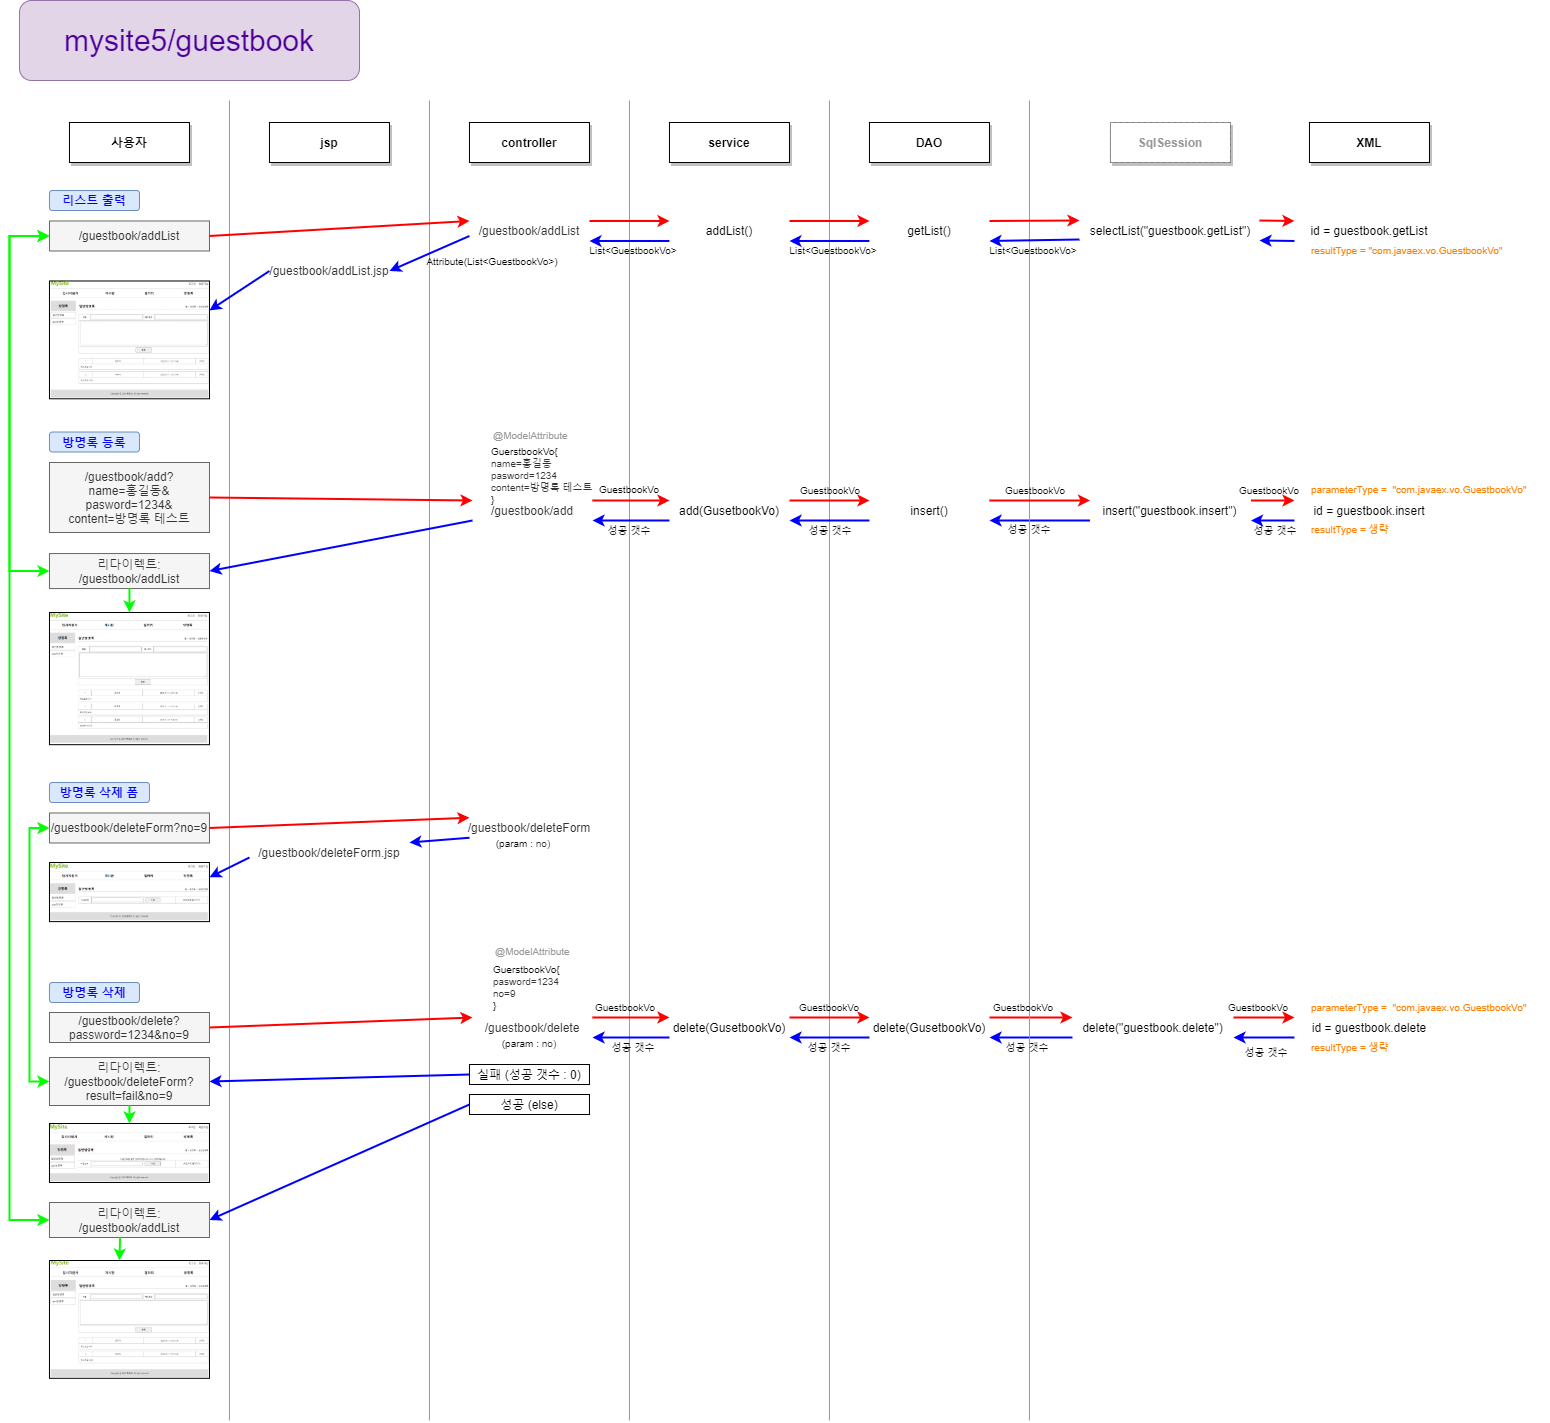 mysite5/guestbook
사용자
jsp
controller
service
DAO
SqlSession
XML
리스트 출력
/guestbook/addList
/guestbook/addList
addList()
getList()
selectList("guestbook.getList")
id = guestbook.getList
List<GuestbookVo>
List<GuestbookVo>
List<GuestbookVo>
resultType = "com.javaex.vo.GuestbookVo"
Attribute(List<GuestbookVo>)
/guestbook/addList.jsp
MySite
방명록 등록
@ModelAttribute
GuerstbookVo{
name=홍길동
pasword=1234
content=방명록 테스트
}
/guestbook/add
/guestbook/add?
name=홍길동&
pasword=1234&
content=방명록 테스트
GuestbookVo
GuestbookVo
GuestbookVo
GuestbookVo
parameterType =  "com.javaex.vo.GuestbookVo"
add(GusetbookVo)
insert()
insert("guestbook.insert")
id = guestbook.insert
성공 갯수
성공 갯수
성공 갯수
성공 갯수
resultType = 생략
리다이렉트:
/guestbook/addList
MySite
방명록 삭제 폼
/guestbook/deleteForm?no=9
/guestbook/deleteForm
(param : no)
/guestbook/deleteForm.jsp
MySite
@ModelAttribute
GuerstbookVo{
pasword=1234
no=9
}
방명록 삭제
/guestbook/delete?
password=1234&no=9
/guestbook/delete
(param : no)
GuestbookVo
GuestbookVo
GuestbookVo
GuestbookVo
parameterType =  "com.javaex.vo.GuestbookVo"
delete(GusetbookVo)
delete(GusetbookVo)
delete("guestbook.delete")
id = guestbook.delete
성공 갯수
성공 갯수
성공 갯수
성공 갯수
resultType = 생략
리다이렉트:
/guestbook/deleteForm?
result=fail&no=9
실패 (성공 갯수 : 0)
성공 (else)
MySite
리다이렉트:
/guestbook/addList
MySite